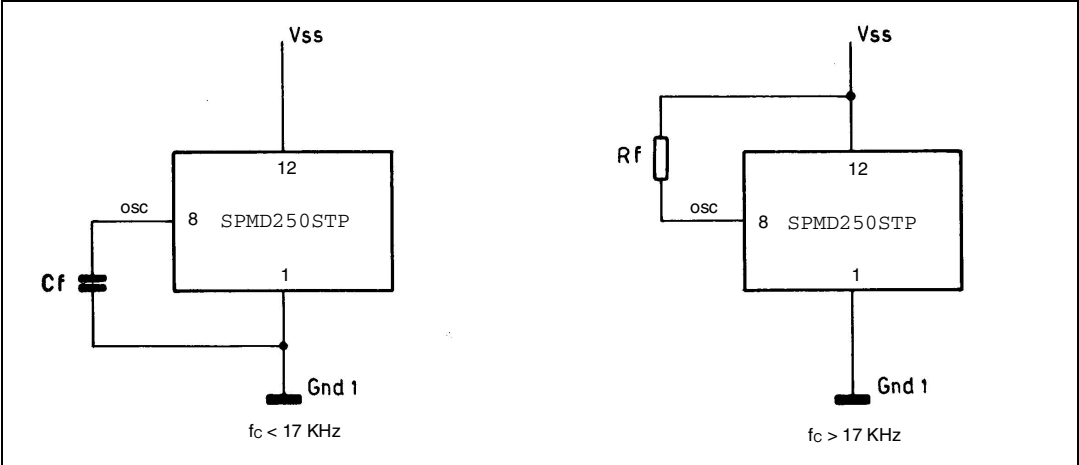 Vss
12
osc
8 SPMD250STP
Cf
1
Gnd 1
fC < 17 KHz
Vss
Rf
12
osc
8 SPMD250STP
1
Gnd 1
fC > 17 KHz